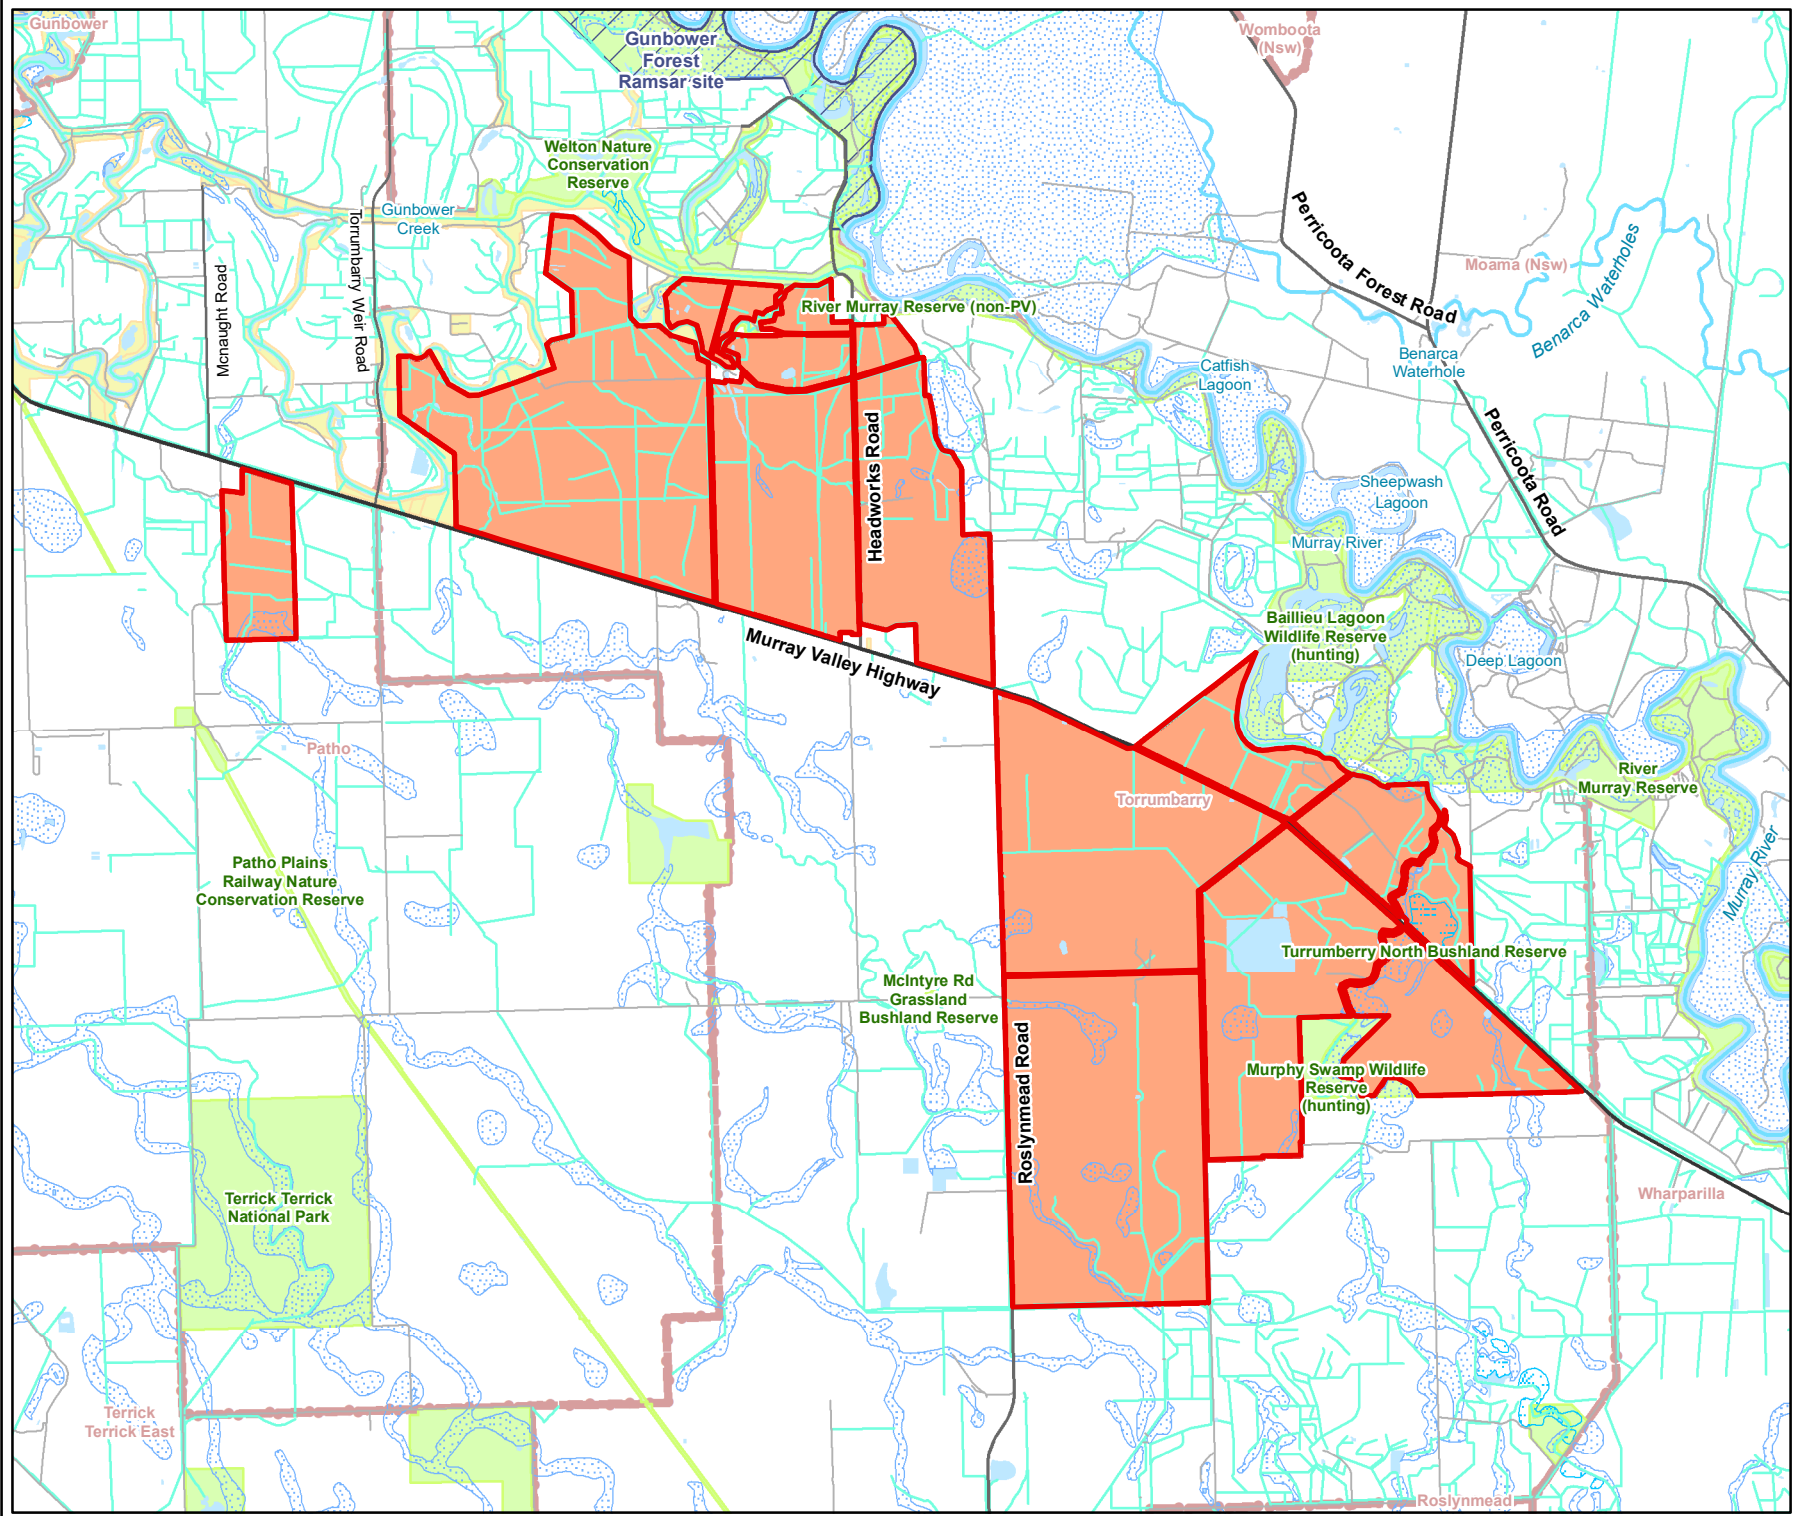 Gunbower
Gunbower
Forest
Ramsar site
Womboota
(Nsw)
Welton Nature
Conservation
Reserve
Gunbower
Creek
Mcnaught Road
Torrumbarry Weir Road
Perricoota Forest Road
Moama (Nsw)
Benarca Waterholes
River Murray Reserve (non-PV)
Benarca
Waterhole
Catfish
Lagoon
Headworks Road
Perricoota Road
Sheepwash
Lagoon
Murray River
Baillieu Lagoon
Wildlife Reserve
(hunting)
Deep Lagoon
Murray Valley Highway
Patho
Torrumbarry
River
Murray Reserve
Murray River
Patho Plains
Railway Nature
Conservation Reserve
Turrumberry North Bushland Reserve
McIntyre Rd
Grassland
Bushland Reserve
Roslynmead Road
Murphy Swamp Wildlife
Reserve
(hunting)
Terrick Terrick
National Park
Wharparilla
Terrick
Terrick East
Roslynmead